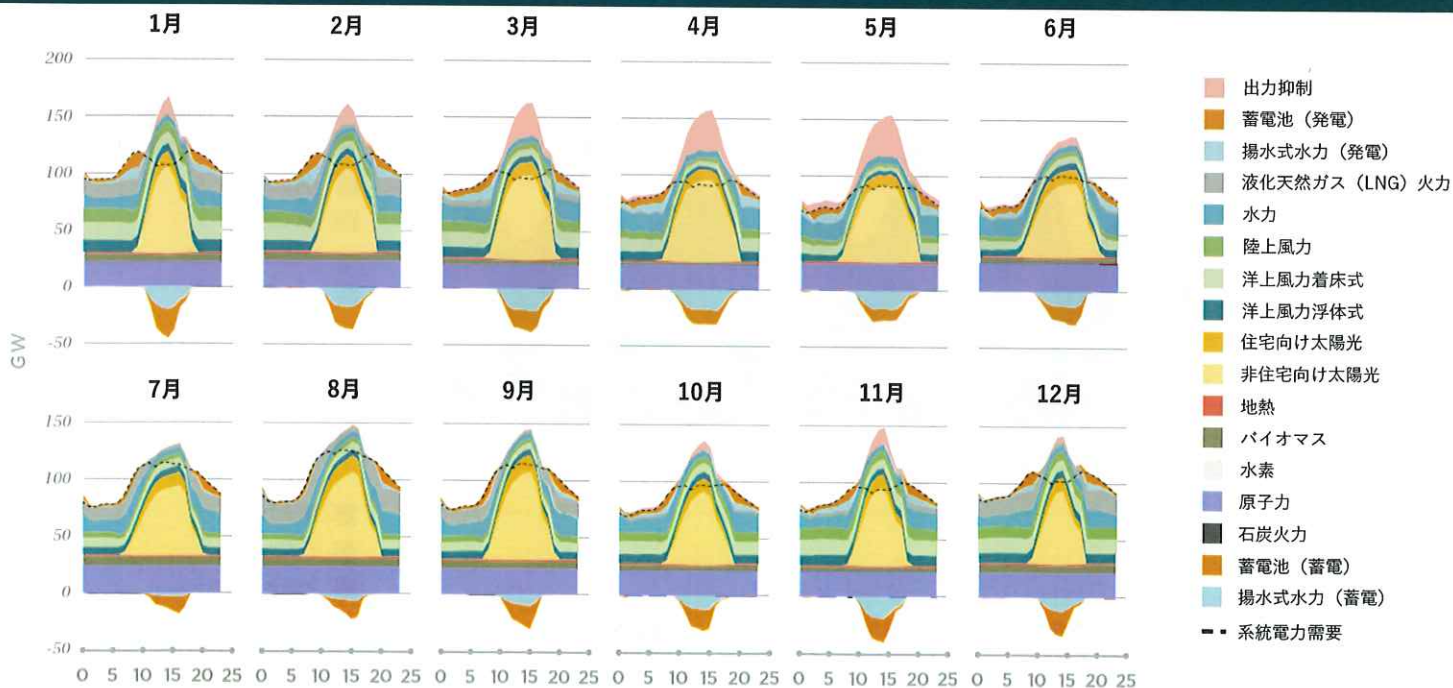 1月 2月 3月 4月 5月 6月
200
150
100
50
0
-50
GW
7月 8月 9月 10月 11月 12月
150
100
50
0
-50
0 5 10 15 20 25 0 5 10 15 20 25 0 5 10 15 20 25 0 5 10 15 20 25 0 5 10 15 20 25 0 5 10 15 20 25
出力抑制
蓄電池（発電）
揚水式水力（発電）
液化天然ガス（LNG）火力
水力
陸上風力
洋上風力着床式
洋上風力浮体式
住宅向け太陽光
非住宅向け太陽光
地熱
バイオマス
水素
原子力
石炭火力
蓄電池（蓄電）
揚水式水力（蓄電）
系統電力需要